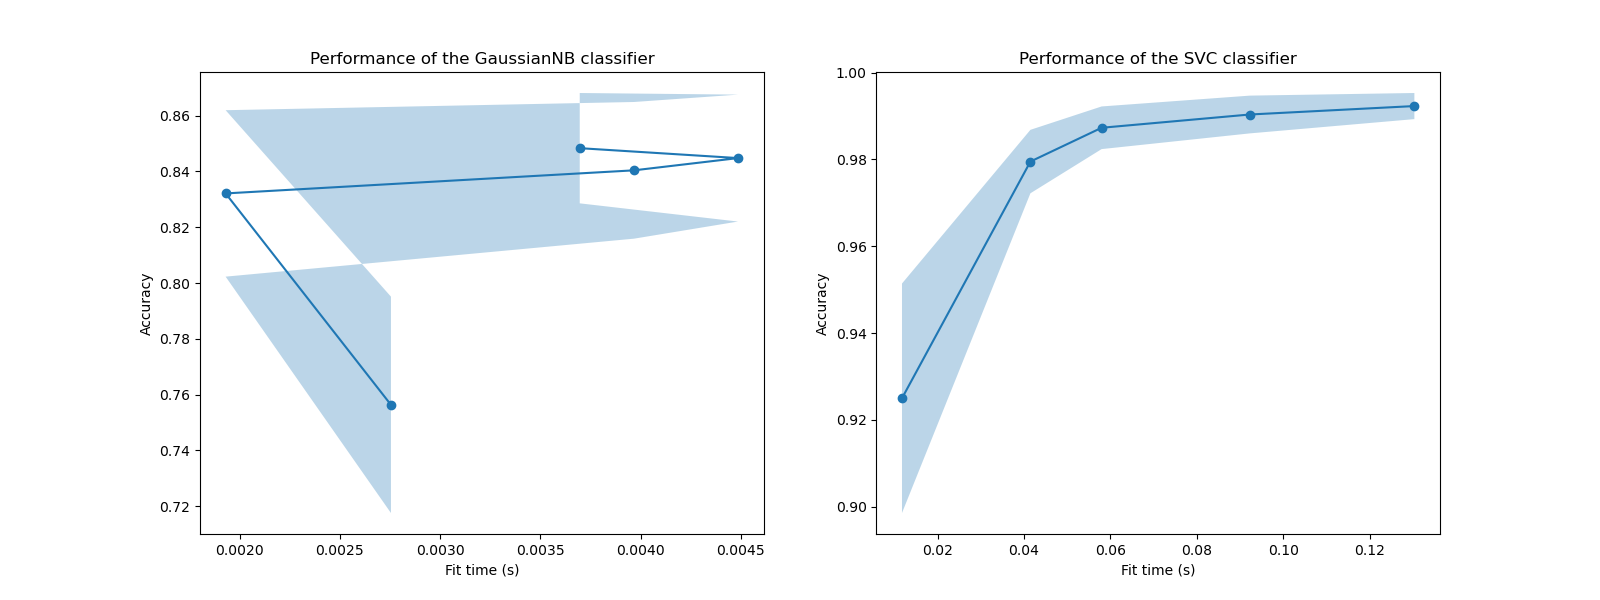 Performance of the GaussianNB classifier
Accuracy
0.86
0.84
0.82
0.80
0.78
0.76
0.74
0.72
0.0020 0.0025 0.0030 0.0035 0.0040 0.0045
Fit time (s)
Performance of the SVC classifier
Accuracy
1.00
0.98
0.96
0.94
0.92
0.90
0.02 0.04 0.06 0.08 0.10 0.12
Fit time (s)